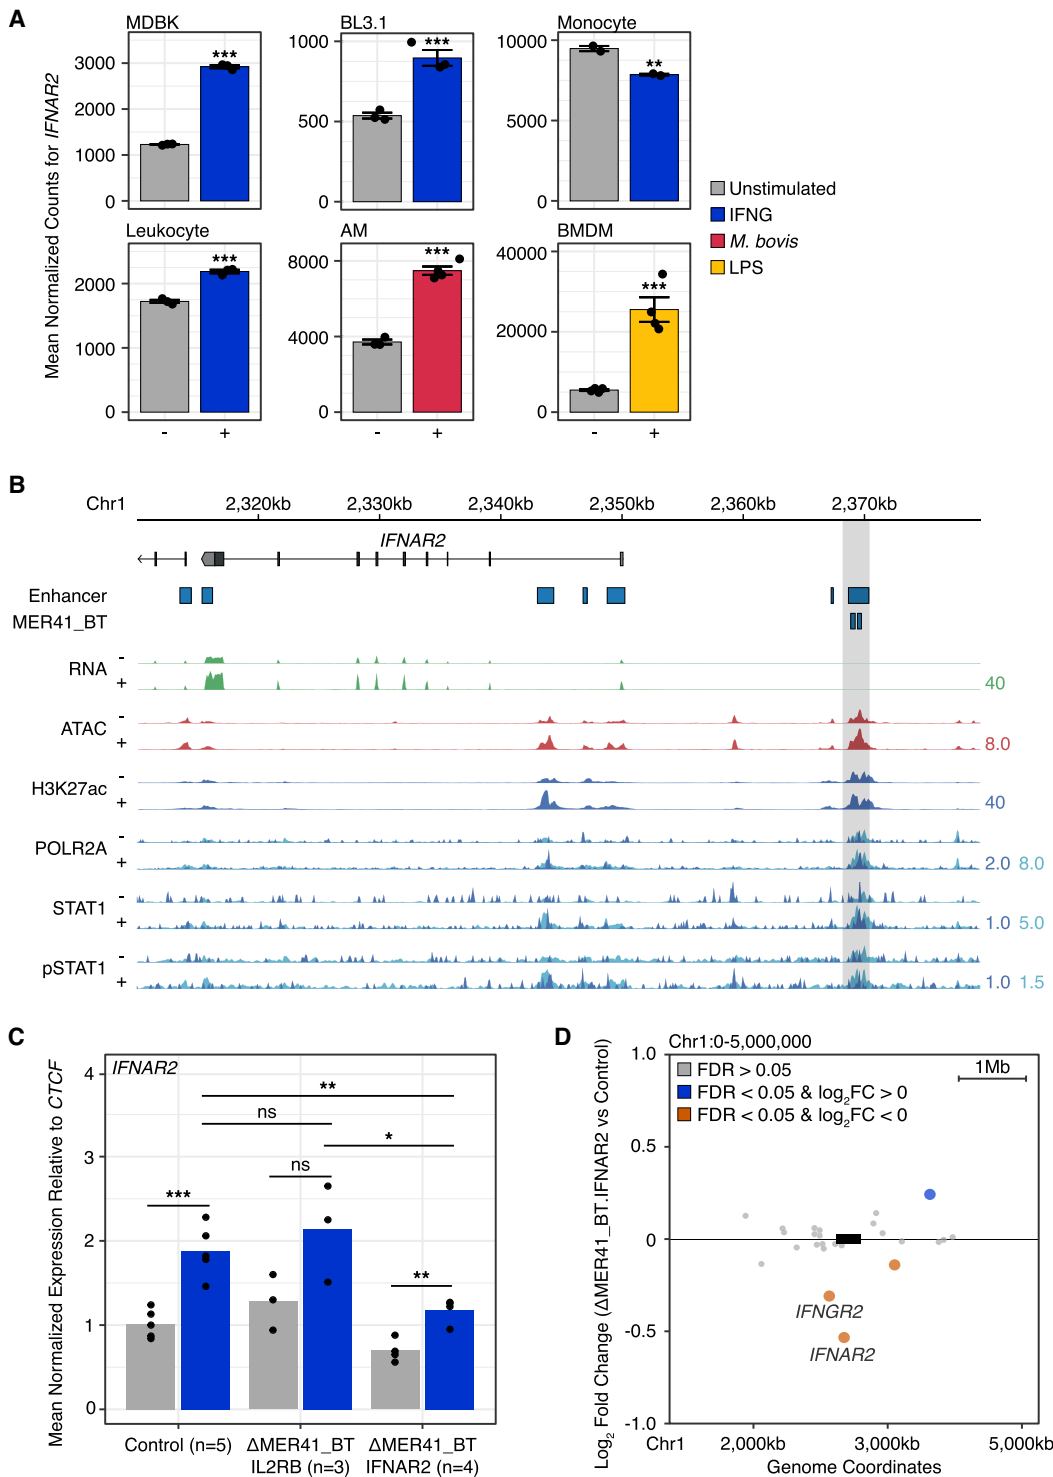 A
Mean Normalized Counts for IFNAR2
MDBK
3000
2000
1000
0
***
BL3.1
1000
500
0
***
Monocyte
10000
5000
0
**
Leukocyte
2000
1000
0
***
- +
AM
8000
4000
0
***
- +
BMDM
40000
20000
0
***
- +
Unstimulated
IFNG
M. bovis
LPS
B
Chr1 2,320kb 2,330kb 2,340kb 2,350kb 2,360kb 2,370kb
IFNAR2
Enhancer
MER41_BT
RNA - + 40
ATAC - + 8.0
H3K27ac - + 40
POLR2A - + 2.0 8.0
STAT1 - + 1.0 5.0
pSTAT1 - + 1.0 1.5
C
Mean Normalized Expression Relative to CTCF
IFNAR2
4
3
2
1
0
**
ns
*
ns
***
**
Control (n=5)
ΔMER41_BT
IL2RB (n=3)
ΔMER41_BT
IFNAR2 (n=4)
D
Chr1:0-5,000,000
Log2 Fold Change (ΔMER41_BT.IFNAR2 vs Control)
1.0
0.5
0
-0.5
-1.0
FDR > 0.05
FDR < 0.05 & log2FC > 0
FDR < 0.05 & log2FC < 0
1Mb
IFNGR2
IFNAR2
Chr1 2,000kb 3,000kb 5,000kb
Genome Coordinates